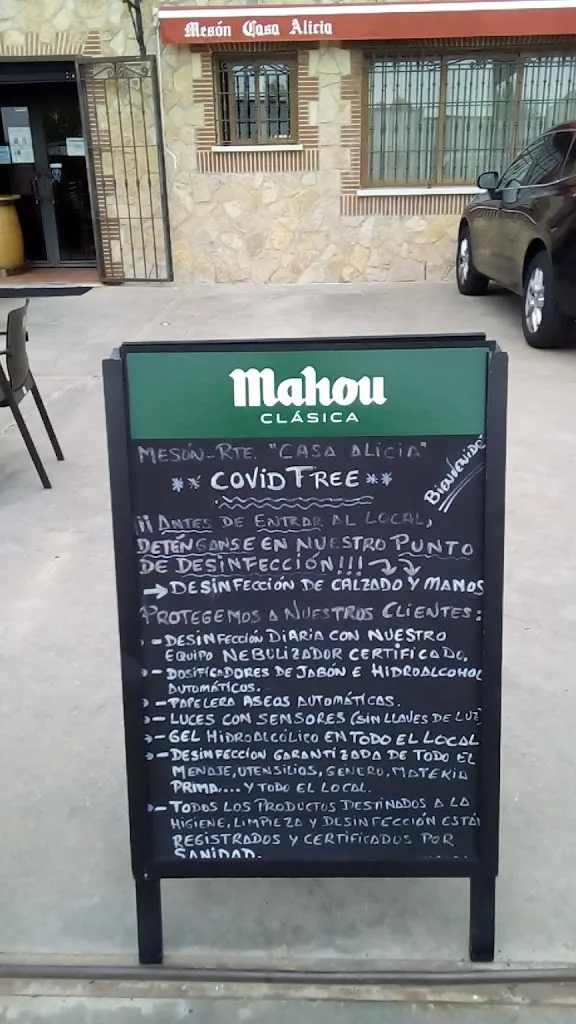 Mesón Casa Alicia
Mahou
CLÁSICA
MESÓN-RTE. "CASA ALICIA"
** COVID FREE **
BIENVENIDO
¡¡¡ANTES DE ENTRAR AL LOCAL,
DETÉNGANSE EN NUESTRO PUNTO
DE DESINFECCIÓN!!!
→ DESINFECCIÓN DE CALZADO Y MANOS
PROTEGEMOS A NUESTROS CLIENTES:
- DESINFECCIÓN DIARIA CON NUESTRO
EQUIPO NEBULIZADOR CERTIFICADO.
- DOSIFICADORES DE JABÓN E HIDROALCOHOL
AUTOMÁTICOS.
- PAPELERA ASEOS AUTOMÁTICOS.
- LUCES CON SENSORES (SIN LLAVES DE LUZ
- GEL HIDROALCÓLICO EN TODO EL LOCAL
- DESINFECCION GARANTIZADA DE TODO EL
MENAJE, UTENSILIOS, GÉNERO, MATERIA
PRIMA.... Y TODO EL LOCAL.
- TODOS LOS PRODUCTOS DESTINADOS A LA
HIGIENE, LIMPIEZA Y DESINFECCIÓN ESTÁN
REGISTRADOS Y CERTIFICADOS POR
SANIDAD.